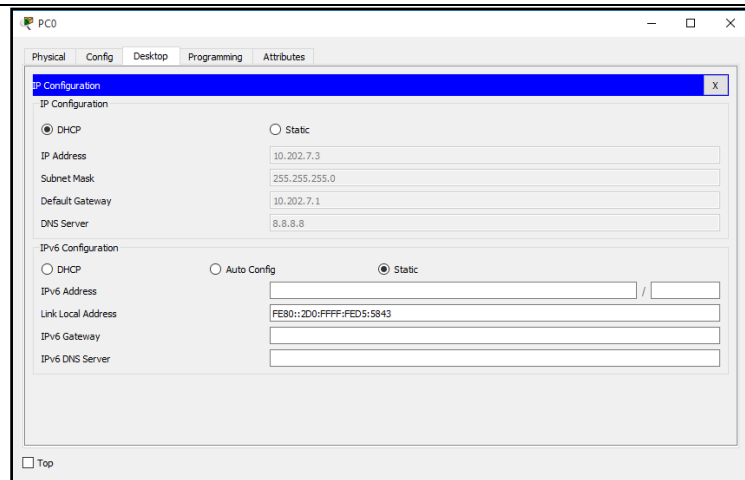 PC0
Physical Config Desktop Programming Attributes
IP Configuration X
IP Configuration
DHCP Static
IP Address 10.202.7.3
Subnet Mask 255.255.255.0
Default Gateway 10.202.7.1
DNS Server 8.8.8.8
IPv6 Configuration
DHCP Auto Config Static
IPv6 Address /
Link Local Address FE80::2D0:FFFF:FED5:5843
IPv6 Gateway
IPv6 DNS Server
Top